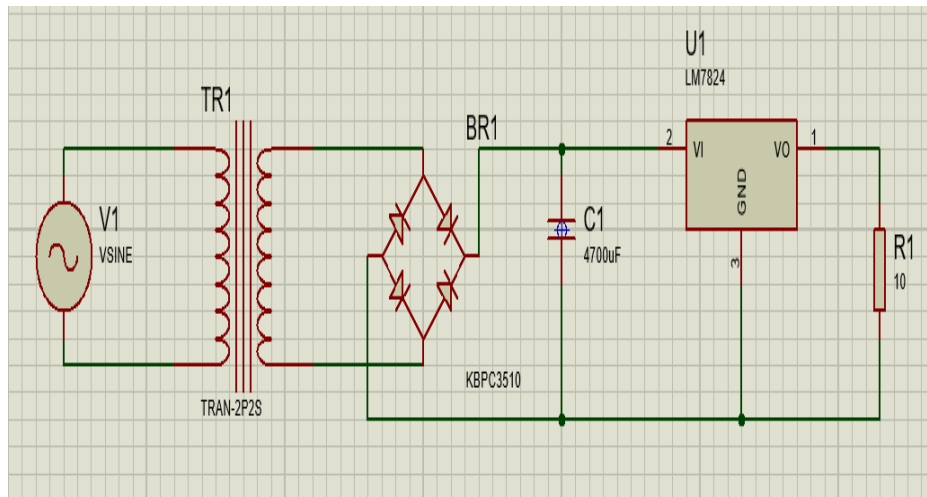 U1
LM7824
TR1
BR1
2
VI
VO
1
GND
3
V1
VSINE
C1
4700uF
R1
10
KBPC3510
TRAN-2P2S